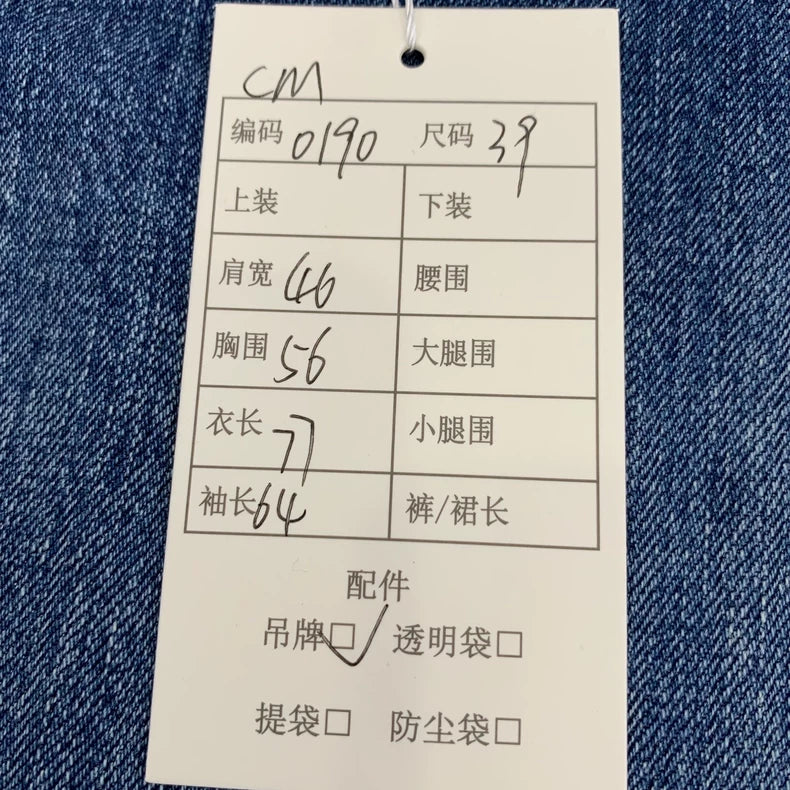 CM
编码 0190 尺码 39
上装 下装
肩宽 46 腰围
胸围 56 大腿围
衣长 77 小腿围
袖长 64 裤/裙长
配件
吊牌☑ 透明袋□
提袋□ 防尘袋□